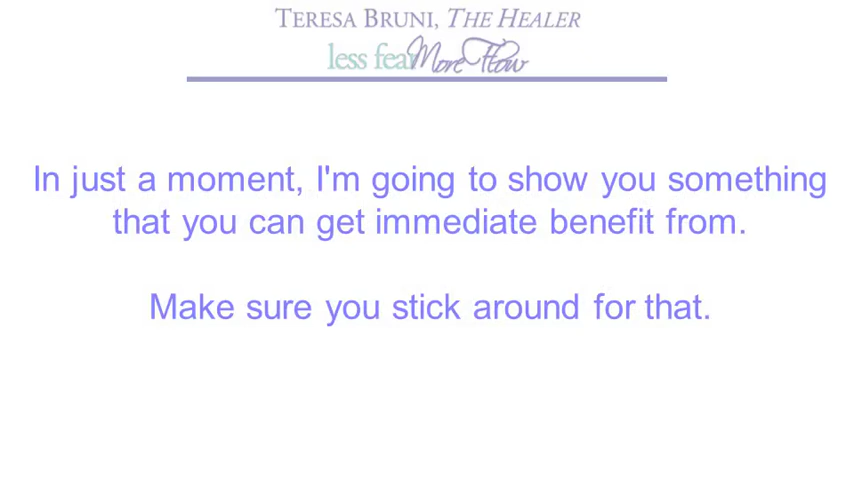 TERESA BRUNI, THE HEALER
less fear More Flow
In just a moment, I'm going to show you something
that you can get immediate benefit from.
Make sure you stick around for that.